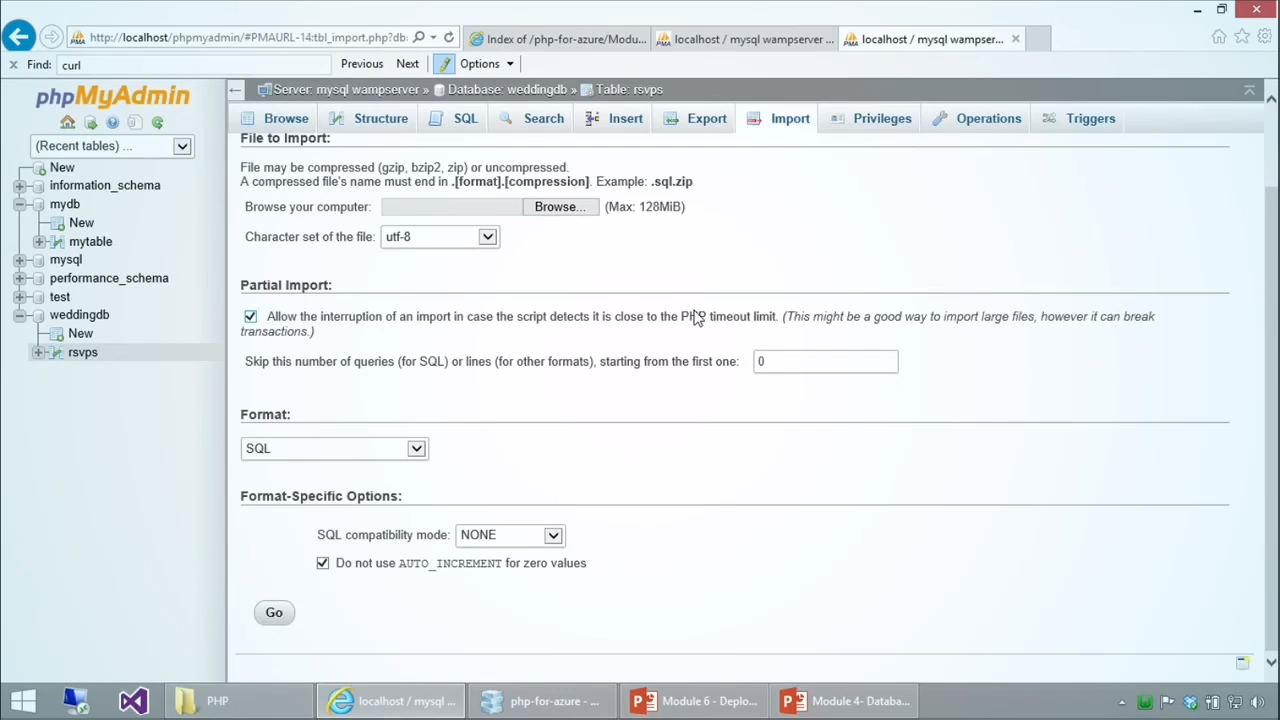 http://localhost/phpmyadmin/#PMAURL-14:tbl_import.php?db:
Index of /php-for-azure/Modu...
localhost / mysql wampserver ...
localhost / mysql wampser...
Find: curl Previous Next Options
phpMyAdmin
(Recent tables) ...
New
information_schema
mydb
New
mytable
mysql
performance_schema
test
weddingdb
New
rsvps
Server: mysql wampserver » Database: weddingdb » Table: rsvps
Browse Structure SQL Search Insert Export Import Privileges Operations Triggers
File to Import:
File may be compressed (gzip, bzip2, zip) or uncompressed.
A compressed file's name must end in .[format].[compression]. Example: .sql.zip
Browse your computer: Browse... (Max: 128MiB)
Character set of the file: utf-8
Partial Import:
Allow the interruption of an import in case the script detects it is close to the PHP timeout limit. (This might be a good way to import large files, however it can break
transactions.)
Skip this number of queries (for SQL) or lines (for other formats), starting from the first one: 0
Format:
SQL
Format-Specific Options:
SQL compatibility mode: NONE
Do not use AUTO_INCREMENT for zero values
Go
PHP
localhost / mysql ...
php-for-azure - ...
Module 6 - Deplo...
Module 4- Databa...